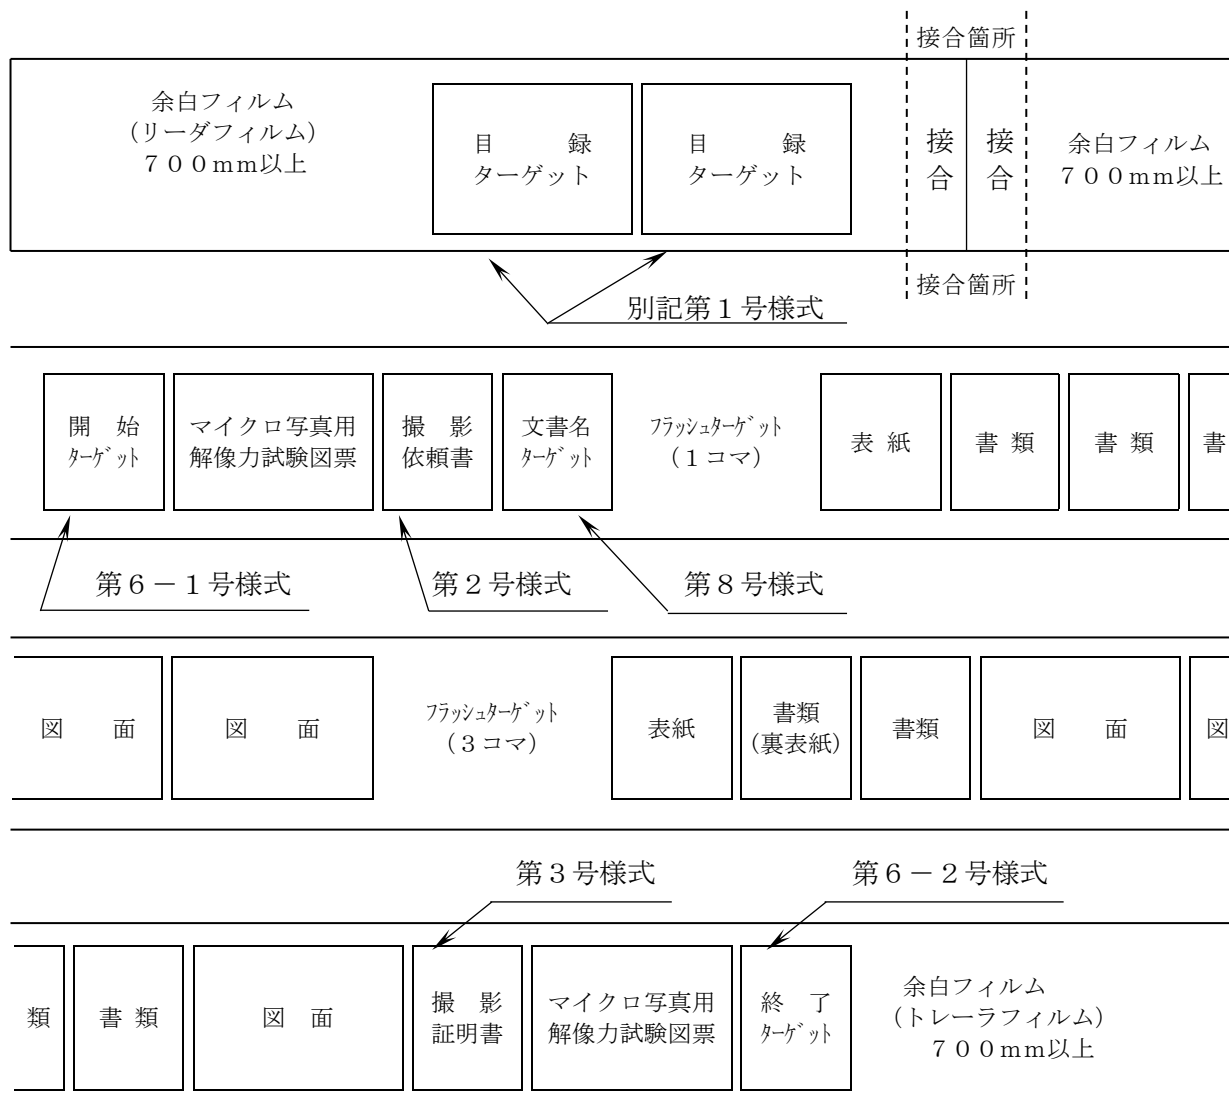 接合箇所
余白フィルム
（リーダフィルム）
７００mm以上
目　　録
ターゲット
目　　録
ターゲット
接合
接合
余白フィルム
７００mm以上
接合箇所
別記第１号様式
開　始
ﾀｰｹﾞｯﾄ
マイクロ写真用
解像力試験図票
撮　影
依頼書
文書名
ﾀｰｹﾞｯﾄ
ﾌﾗｯｼｭﾀｰｹﾞｯﾄ
（１コマ）
表 紙
書 類
書 類
書
第６－１号様式
第２号様式
第８号様式
図　　面
図　　面
ﾌﾗｯｼｭﾀｰｹﾞｯﾄ
（３コマ）
表紙
書類
(裏表紙)
書類
図　　面
図
第３号様式
第６－２号様式
類
書 類
図　面
撮　影
証明書
マイクロ写真用
解像力試験図票
終　了
ﾀｰｹﾞｯﾄ
余白フィルム
（トレーラフィルム）
７００mm以上